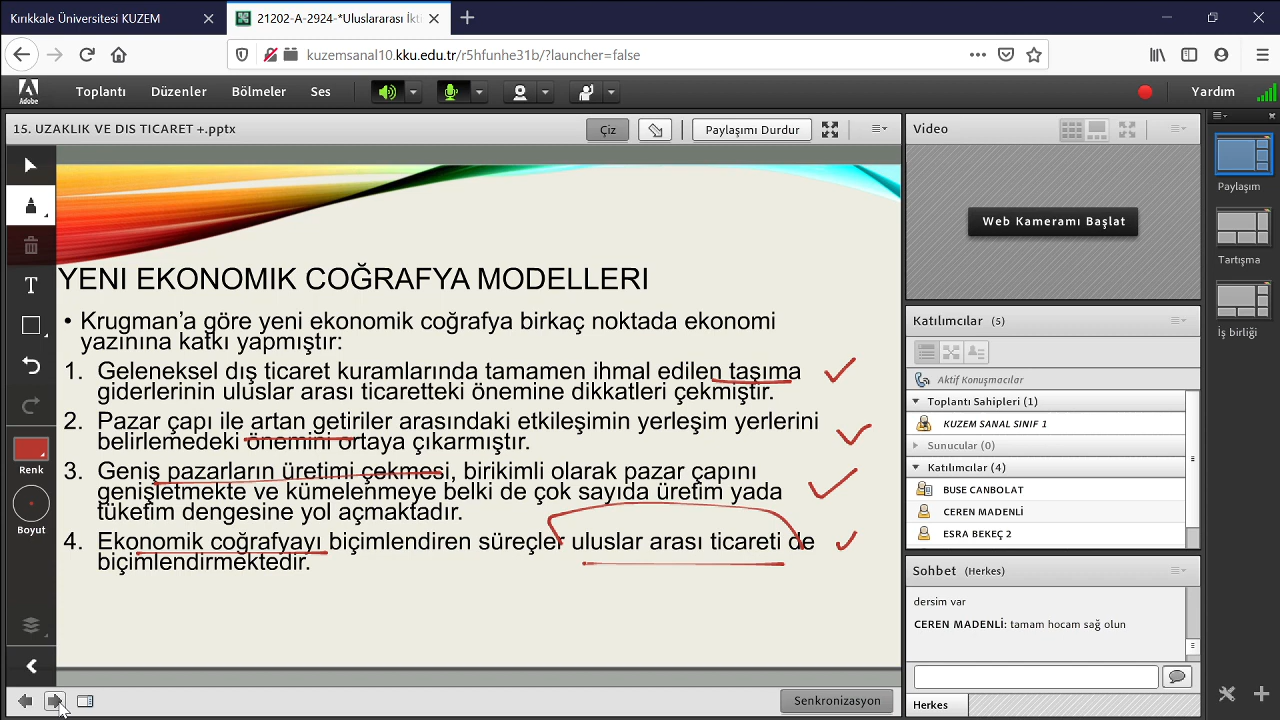 Kırıkkale Üniversitesi KUZEM
21202-A-2924-*Uluslararası İkti
kuzemsanal10.kku.edu.tr/r5hfunhe31b/?launcher=false
Adobe
Toplantı
Düzenler
Bölmeler
Ses
Yardım
15. UZAKLIK VE DIS TICARET +.pptx
Çiz
Paylaşımı Durdur
Renk
Boyut
YENI EKONOMIK COĞRAFYA MODELLERI
• Krugman’a göre yeni ekonomik coğrafya birkaç noktada ekonomi
yazınına katkı yapmıştır:
1. Geleneksel dış ticaret kuramlarında tamamen ihmal edilen taşıma
giderlerinin uluslar arası ticaretteki önemine dikkatleri çekmiştir.
2. Pazar çapı ile artan getiriler arasındaki etkileşimin yerleşim yerlerini
belirlemedeki önemini ortaya çıkarmıştır.
3. Geniş pazarların üretimi çekmesi, birikimli olarak pazar çapını
genişletmekte ve kümelenmeye belki de çok sayıda üretim yada
tüketim dengesine yol açmaktadır.
4. Ekonomik coğrafyayı biçimlendiren süreçler uluslar arası ticareti de
biçimlendirmektedir.
Senkronizasyon
Video
Web Kameramı Başlat
Katılımcılar (5)
Aktif Konuşmacılar
Toplantı Sahipleri (1)
KUZEM SANAL SINIF 1
Sunucular (0)
Katılımcılar (4)
BUSE CANBOLAT
CEREN MADENLİ
ESRA BEKEÇ 2
Sohbet (Herkes)
dersim var
CEREN MADENLİ: tamam hocam sağ olun
Herkes
Paylaşım
Tartışma
İş birliği